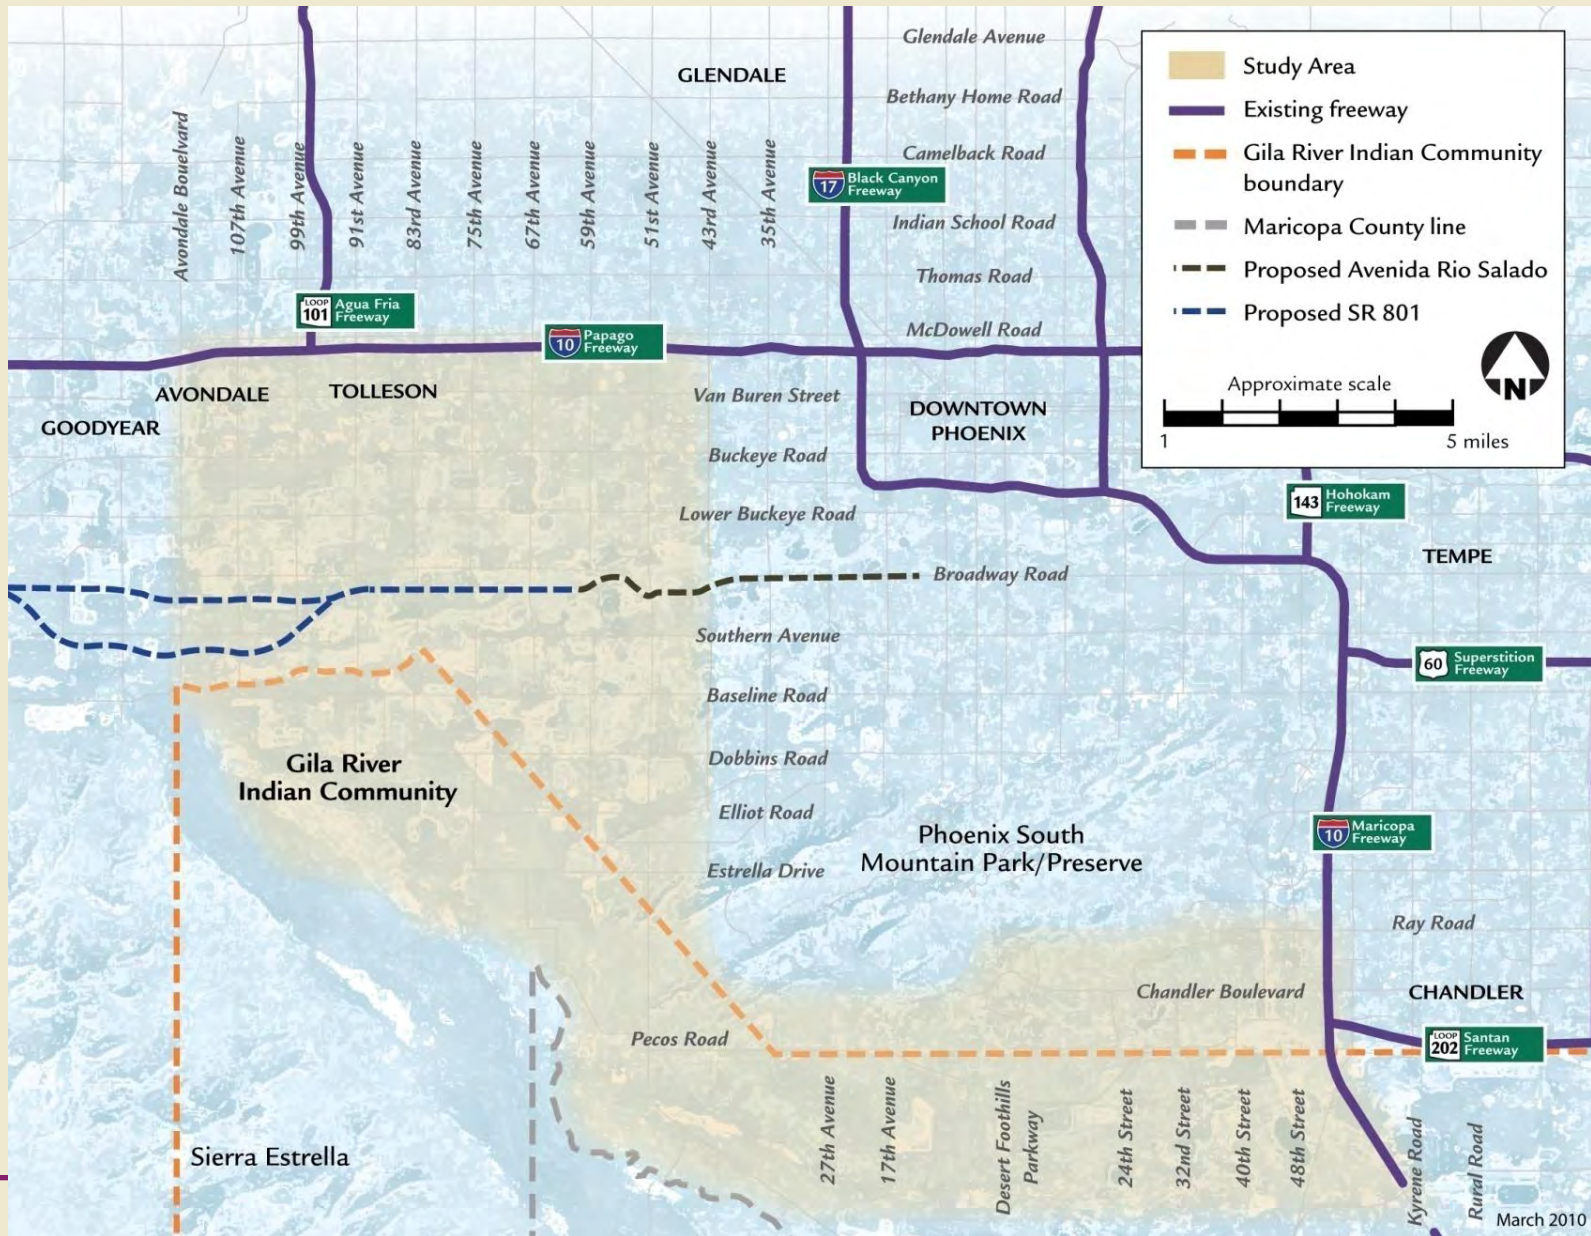 Glendale Avenue
GLENDALE
Bethany Home Road
Camelback Road
Indian School Road
Thomas Road
McDowell Road
Avondale Bouelvard
107th Avenue
99th Avenue
91st Avenue
83rd Avenue
75th Avenue
67th Avenue
59th Avenue
51st Avenue
43rd Avenue
35th Avenue
17 Black Canyon
Freeway
LOOP
101
Agua Fria
Freeway
10
Papago
Freeway
Study Area
Existing freeway
Gila River Indian Community
boundary
Maricopa County line
Proposed Avenida Rio Salado
Proposed SR 801
N
Approximate scale
1 5 miles
AVONDALE
TOLLESON
GOODYEAR
Van Buren Street
DOWNTOWN
PHOENIX
Buckeye Road
Lower Buckeye Road
143
Hohokam
Freeway
TEMPE
Broadway Road
Southern Avenue
60
Superstition
Freeway
Baseline Road
Gila River
Indian Community
Dobbins Road
Elliot Road
Estrella Drive
Phoenix South
Mountain Park/Preserve
10
Maricopa
Freeway
Ray Road
Chandler Boulevard
CHANDLER
Pecos Road
LOOP
202
Santan
Freeway
27th Avenue
17th Avenue
Desert Foothills
Parkway
24th Street
32nd Street
40th Street
48th Street
Kyrene Road
Rural Road
Sierra Estrella
March 2010